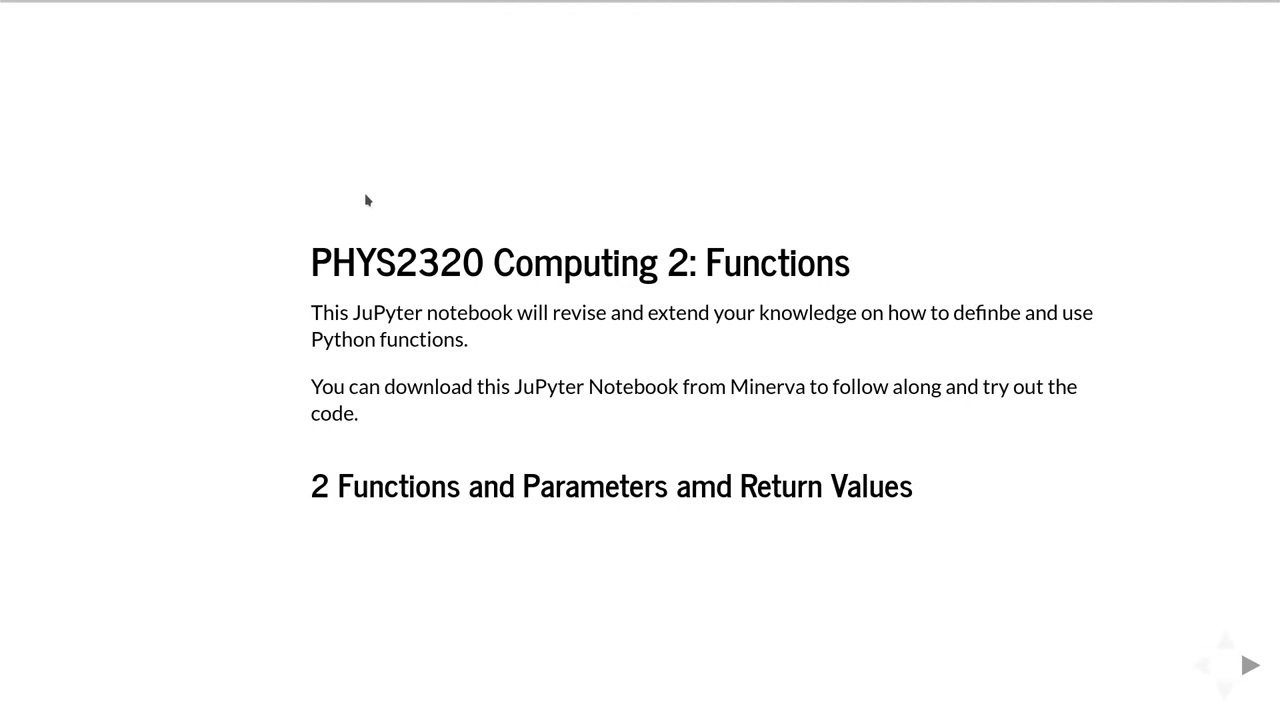 PHYS2320 Computing 2: Functions
This JuPyter notebook will revise and extend your knowledge on how to definbe and use
Python functions.
You can download this JuPyter Notebook from Minerva to follow along and try out the
code.
2 Functions and Parameters amd Return Values